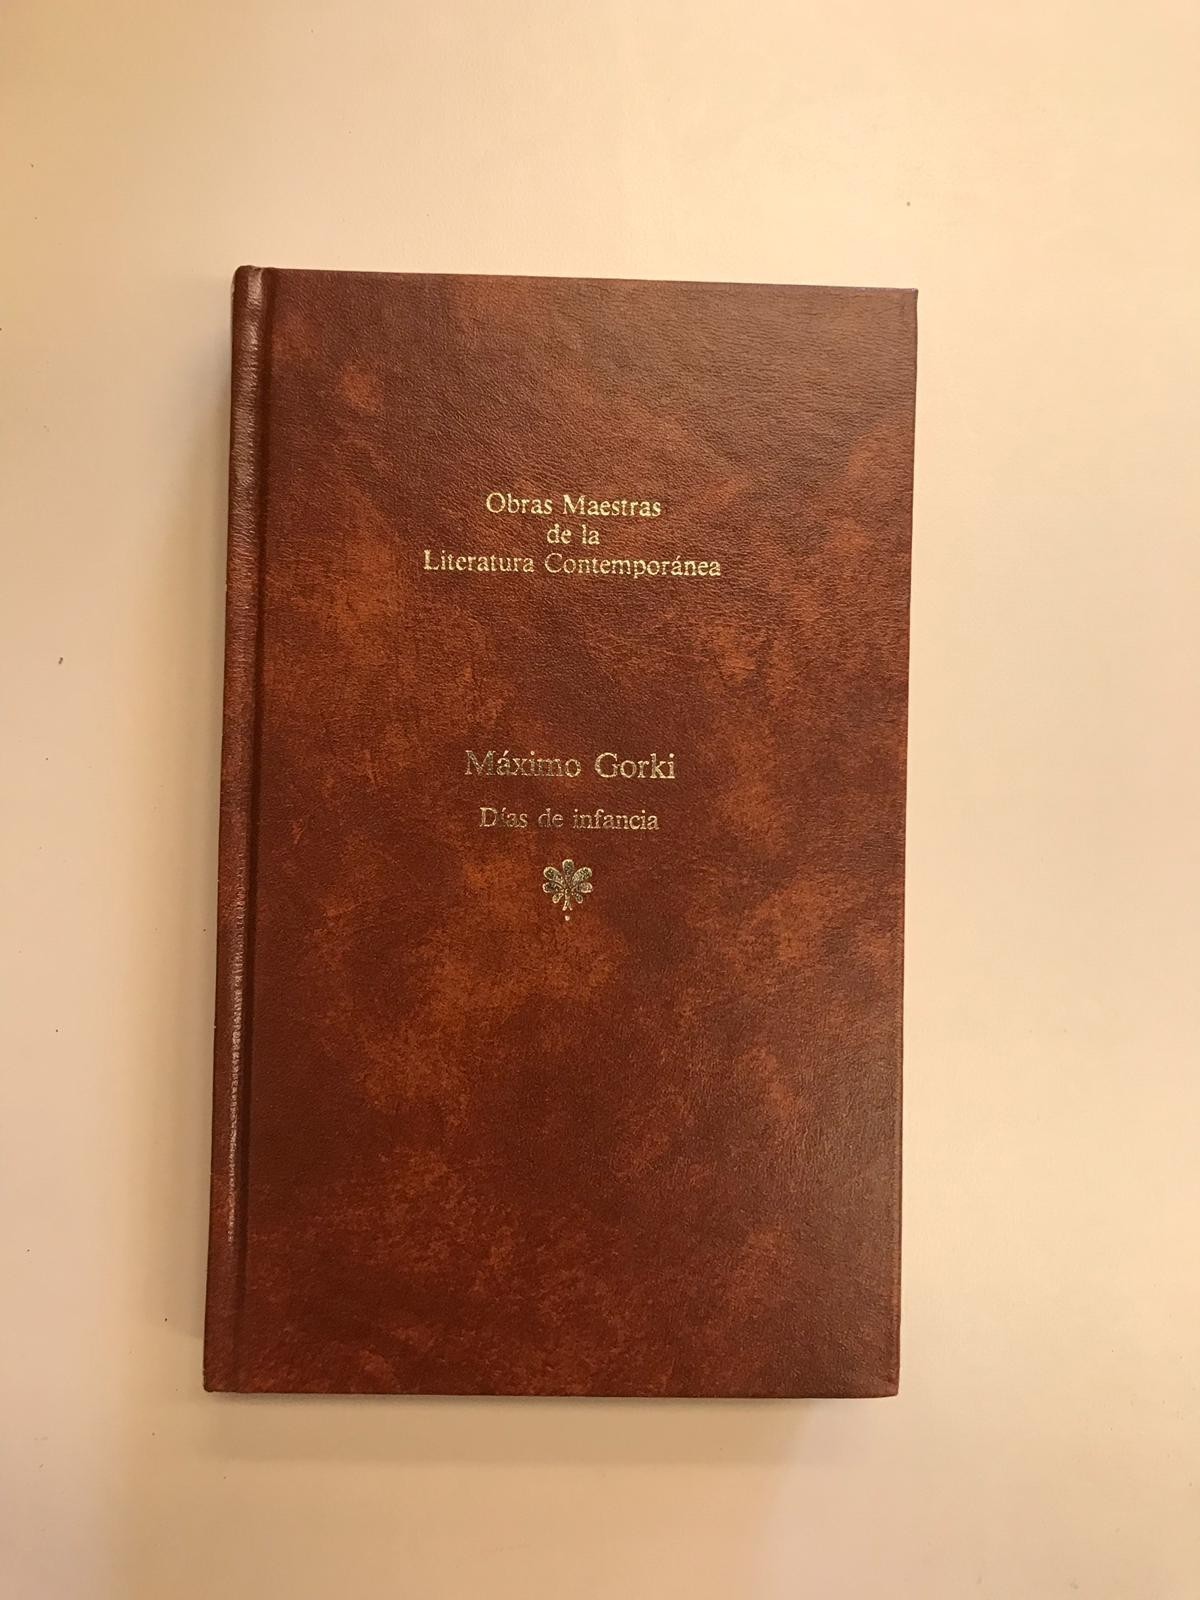 Obras Maestras
de la
Literatura Contemporánea
Máximo Gorki
Días de infancia